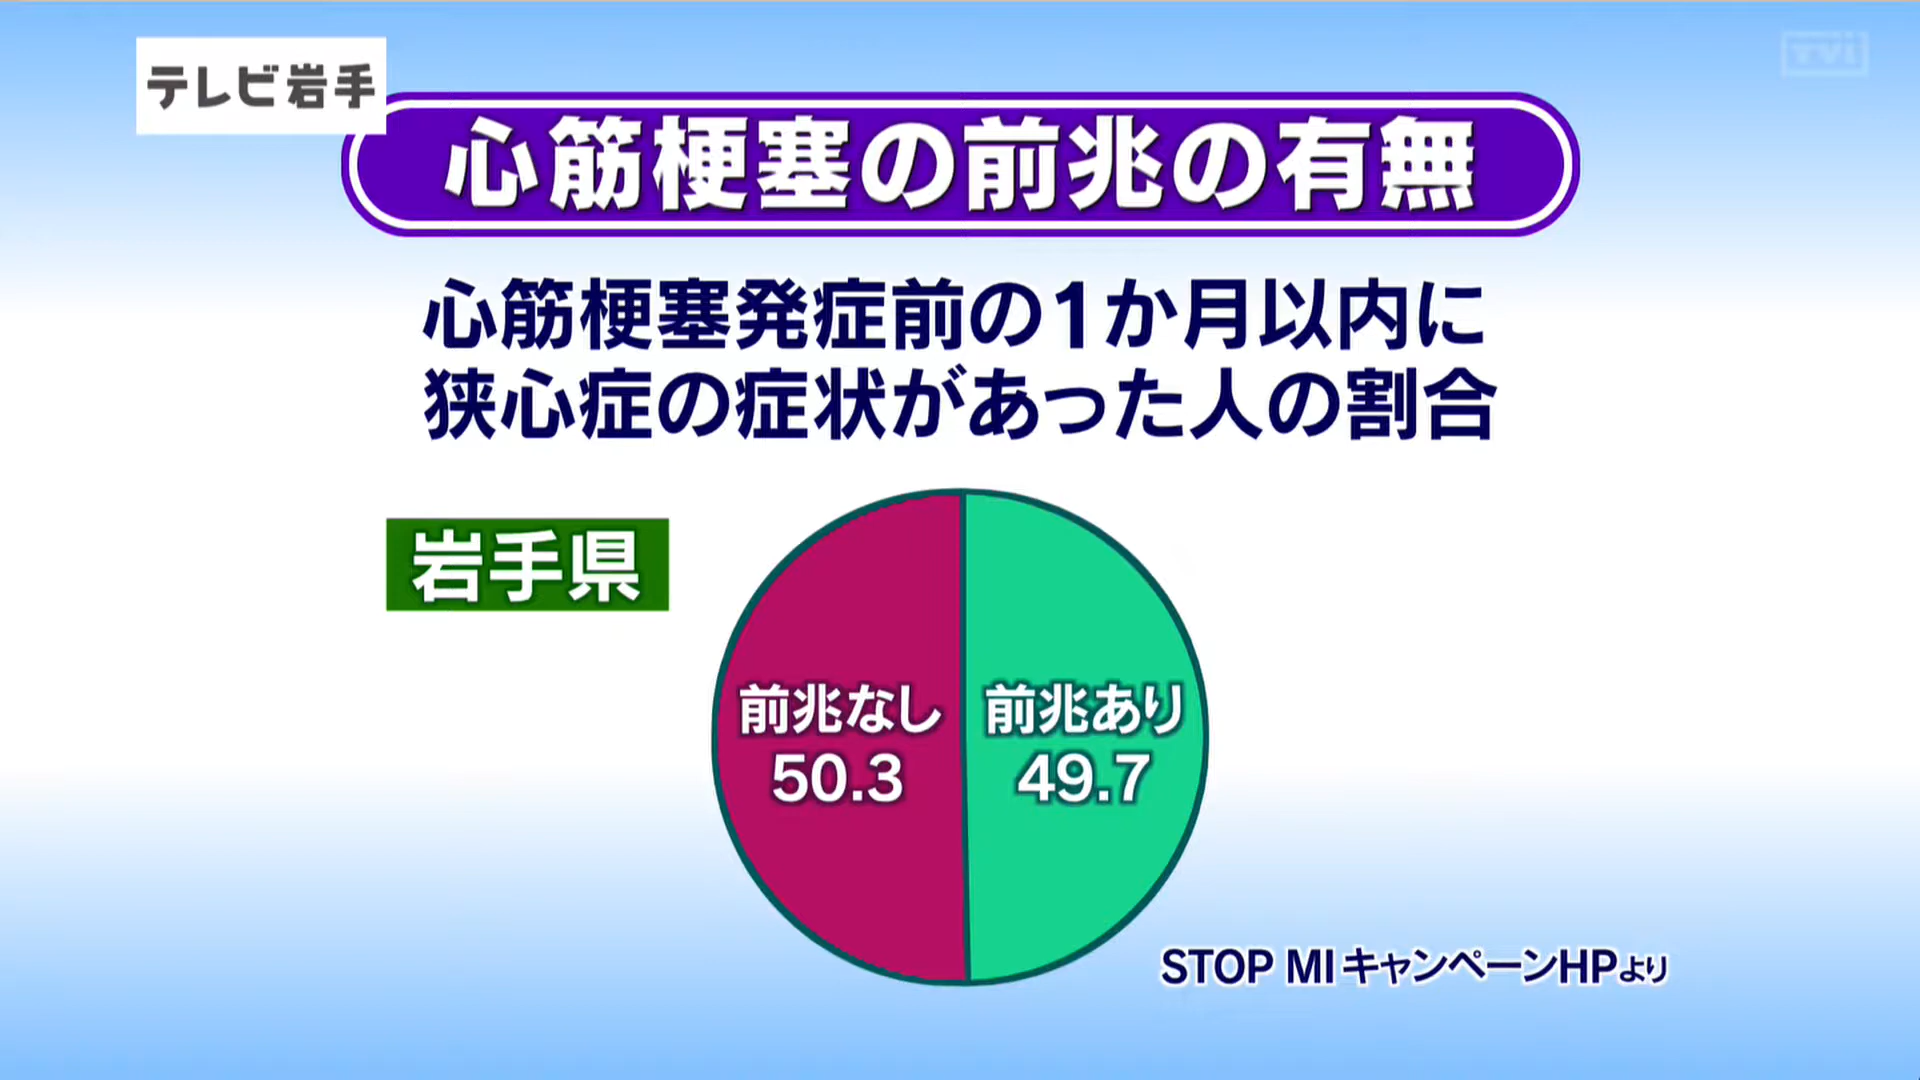 テレビ岩手
TVi
心筋梗塞の前兆の有無
心筋梗塞発症前の1か月以内に
狭心症の症状があった人の割合
岩手県
前兆なし
50.3
前兆あり
49.7
STOP MIキャンペーンHPより